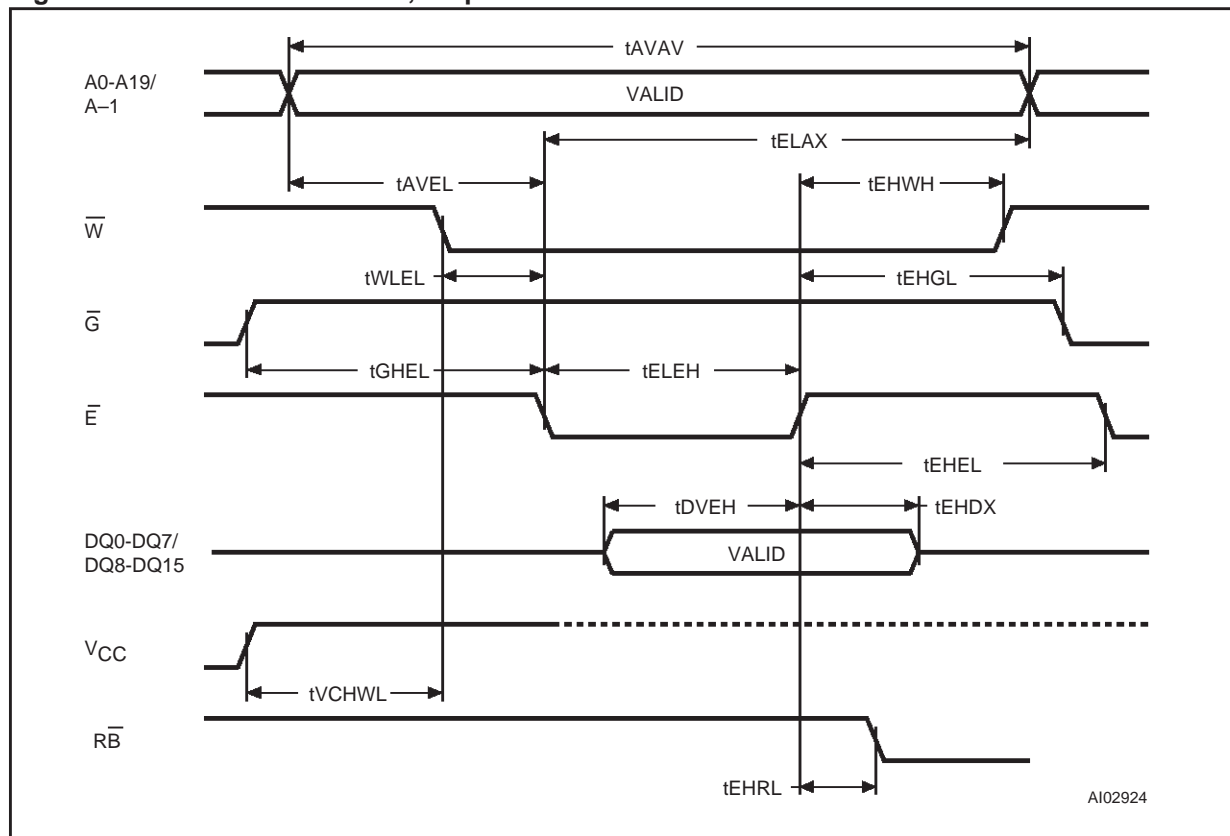 tAVAV
A0-A19/
A–1
VALID
tELAX
tAVEL
tEHWH
W̅
tWLEL
tEHGL
G̅
tGHEL
tELEH
E̅
tEHEL
tDVEH
tEHDX
DQ0-DQ7/
DQ8-DQ15
VALID
VCC
tVCHWL
RB̅
tEHRL
AI02924